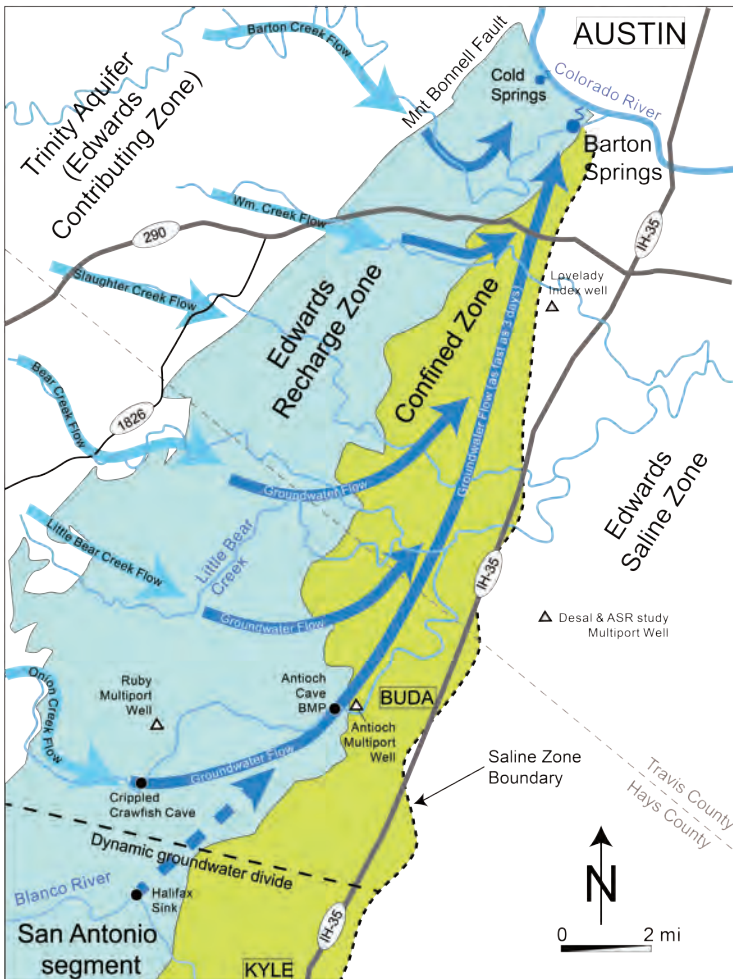 Barton Creek Flow
AUSTIN
Mnt Bonnell Fault
Cold
Springs
Colorado River
Trinity Aquifer
(Edwards
Contributing Zone)
Barton
Springs
Wm. Creek Flow
290
IH-35
Slaughter Creek Flow
Lovelady
Index well
Edwards
Recharge Zone
Confined Zone
Groundwater Flow (as fast as 3 days)
Bear Creek Flow
1826
Edwards
Saline Zone
Groundwater Flow
Little Bear Creek Flow
Little Bear
Creek
IH-35
Groundwater Flow
Desal & ASR study
Multiport Well
Onion Creek Flow
Ruby
Multiport
Well
Antioch
Cave
BMP
BUDA
Antioch
Multiport
Well
Groundwater Flow
Saline Zone
Boundary
Travis County
Hays County
Crippled
Crawfish Cave
Dynamic groundwater divide
N
Blanco River
Halifax
Sink
IH-35
0 2 mi
San Antonio
segment
KYLE